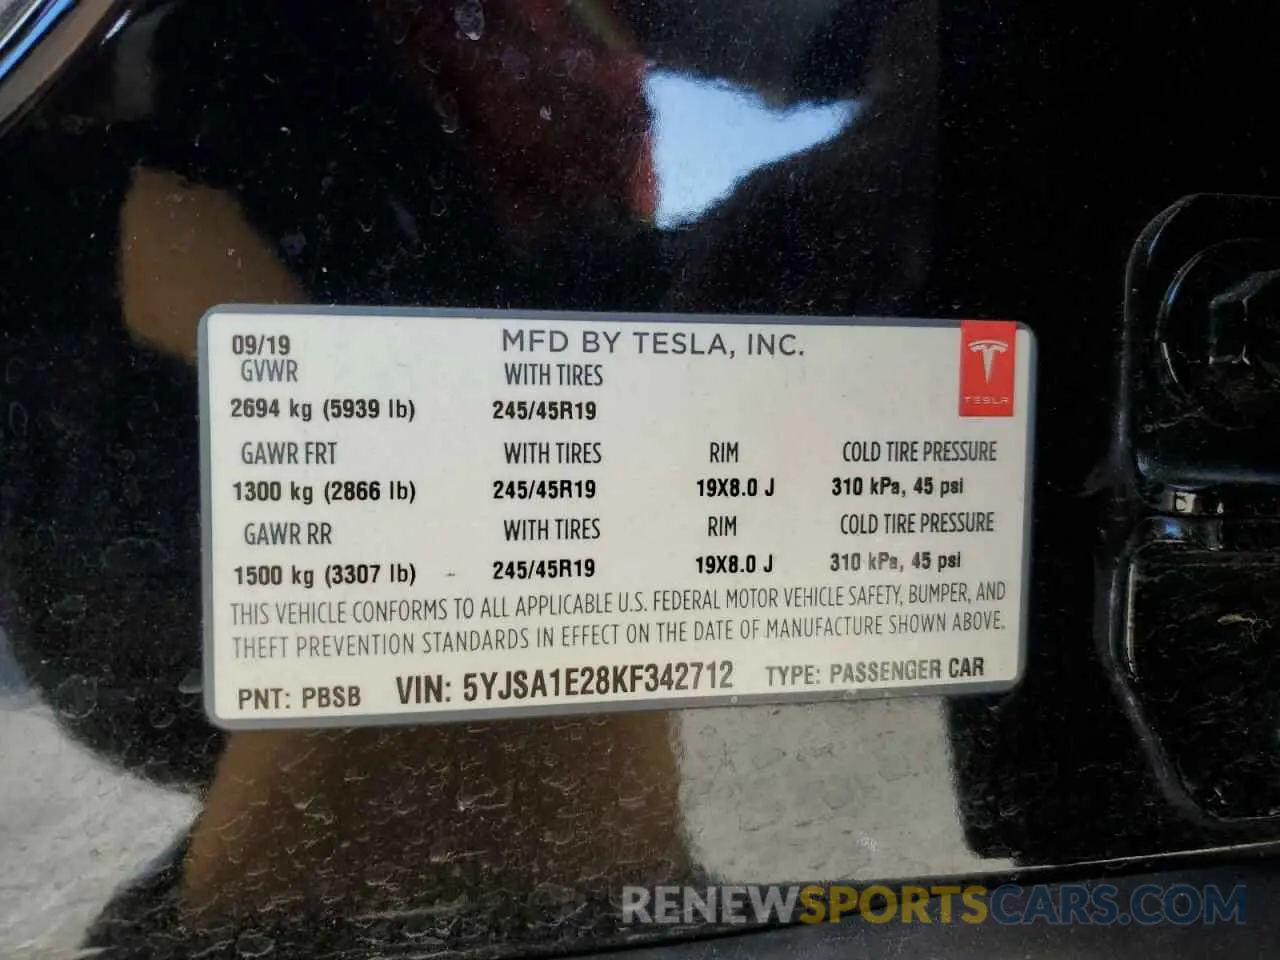 09/19 MFD BY TESLA, INC.
GVWR WITH TIRES
2694 kg (5939 lb) 245/45R19
TESLA
GAWR FRT WITH TIRES RIM COLD TIRE PRESSURE
1300 kg (2866 lb) 245/45R19 19X8.0 J 310 kPa, 45 psi
GAWR RR WITH TIRES RIM COLD TIRE PRESSURE
1500 kg (3307 lb) - 245/45R19 19X8.0 J 310 kPa, 45 psi
THIS VEHICLE CONFORMS TO ALL APPLICABLE U.S. FEDERAL MOTOR VEHICLE SAFETY, BUMPER, AND
THEFT PREVENTION STANDARDS IN EFFECT ON THE DATE OF MANUFACTURE SHOWN ABOVE.
PNT: PBSB VIN: 5YJSA1E28KF342712 TYPE: PASSENGER CAR
RENEWSPORTSCARS.COM